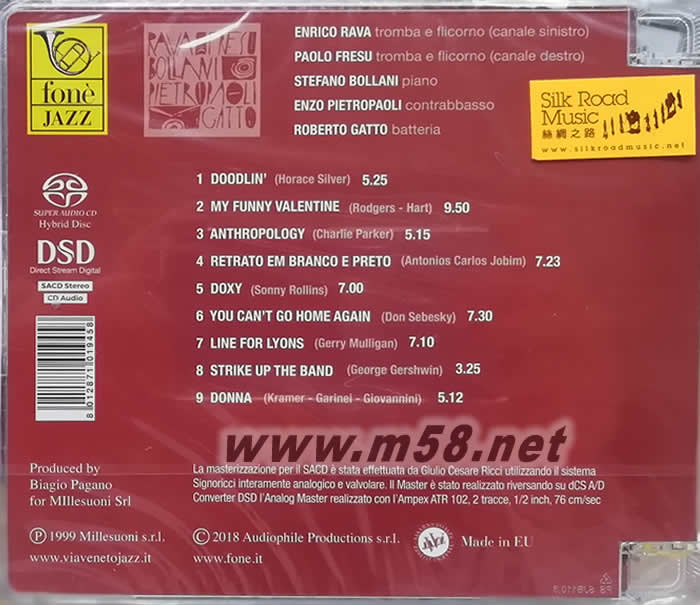 fonè
JAZZ
RAVA FRESU
BOLLANI
PIETROPAOLI
GATTO
ENRICO RAVA tromba e flicorno (canale sinistro)
PAOLO FRESU tromba e flicorno (canale destro)
STEFANO BOLLANI piano
ENZO PIETROPAOLI contrabbasso
ROBERTO GATTO batteria
Silk Road
Music
絲綢之路
www.silkroadmusic.net
SUPER AUDIO CD
Hybrid Disc
DSD
Direct Stream Digital
SACD Stereo
CD Audio
8 012871 019458
1 DOODLIN' (Horace Silver) 5.25
2 MY FUNNY VALENTINE (Rodgers - Hart) 9.50
3 ANTHROPOLOGY (Charlie Parker) 5.15
4 RETRATO EM BRANCO E PRETO (Antonios Carlos Jobim) 7.23
5 DOXY (Sonny Rollins) 7.00
6 YOU CAN'T GO HOME AGAIN (Don Sebesky) 7.30
7 LINE FOR LYONS (Gerry Mulligan) 7.10
8 STRIKE UP THE BAND (George Gershwin) 3.25
9 DONNA (Kramer - Garinei - Giovannini) 5.12
www.m58.net
Produced by
Biagio Pagano
for MIllesuoni Srl
La masterizzazione per il SACD è stata effettuata da Giulio Cesare Ricci utilizzando il sistema
Signoricci interamente analogico e valvolare. Il Master è stato realizzato riversando su dCS A/D
Converter DSD l'Analog Master realizzato con l'Ampex ATR 102, 2 tracce, 1/2 inch, 76 cm/sec
Ⓟ 1999 Millesuoni s.r.l.
www.viavenetojazz.it
© 2018 Audiophile Productions s.r.l.
www.fone.it
Made in EU